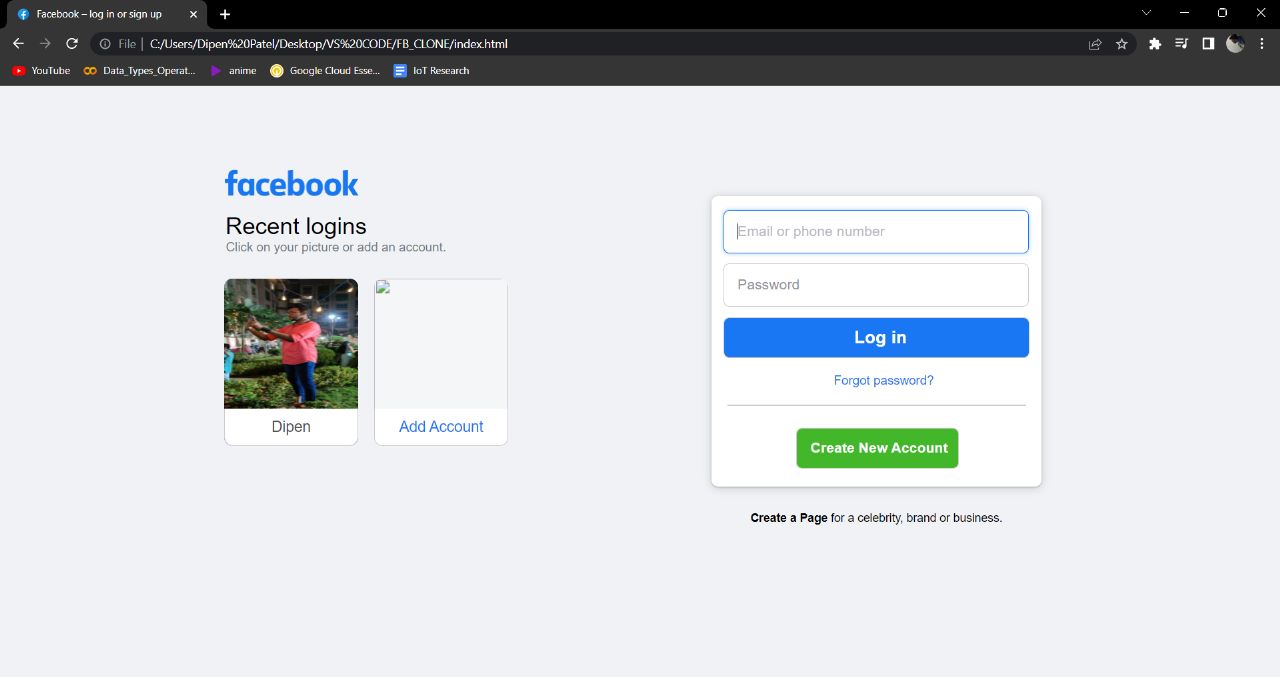 Facebook – log in or sign up
File C:/Users/Dipen%20Patel/Desktop/VS%20CODE/FB_CLONE/index.html
YouTube Data_Types_Operat... anime Google Cloud Esse... IoT Research
facebook
Recent logins
Click on your picture or add an account.
Dipen
Add Account
Email or phone number
Password
Log in
Forgot password?
Create New Account
Create a Page for a celebrity, brand or business.